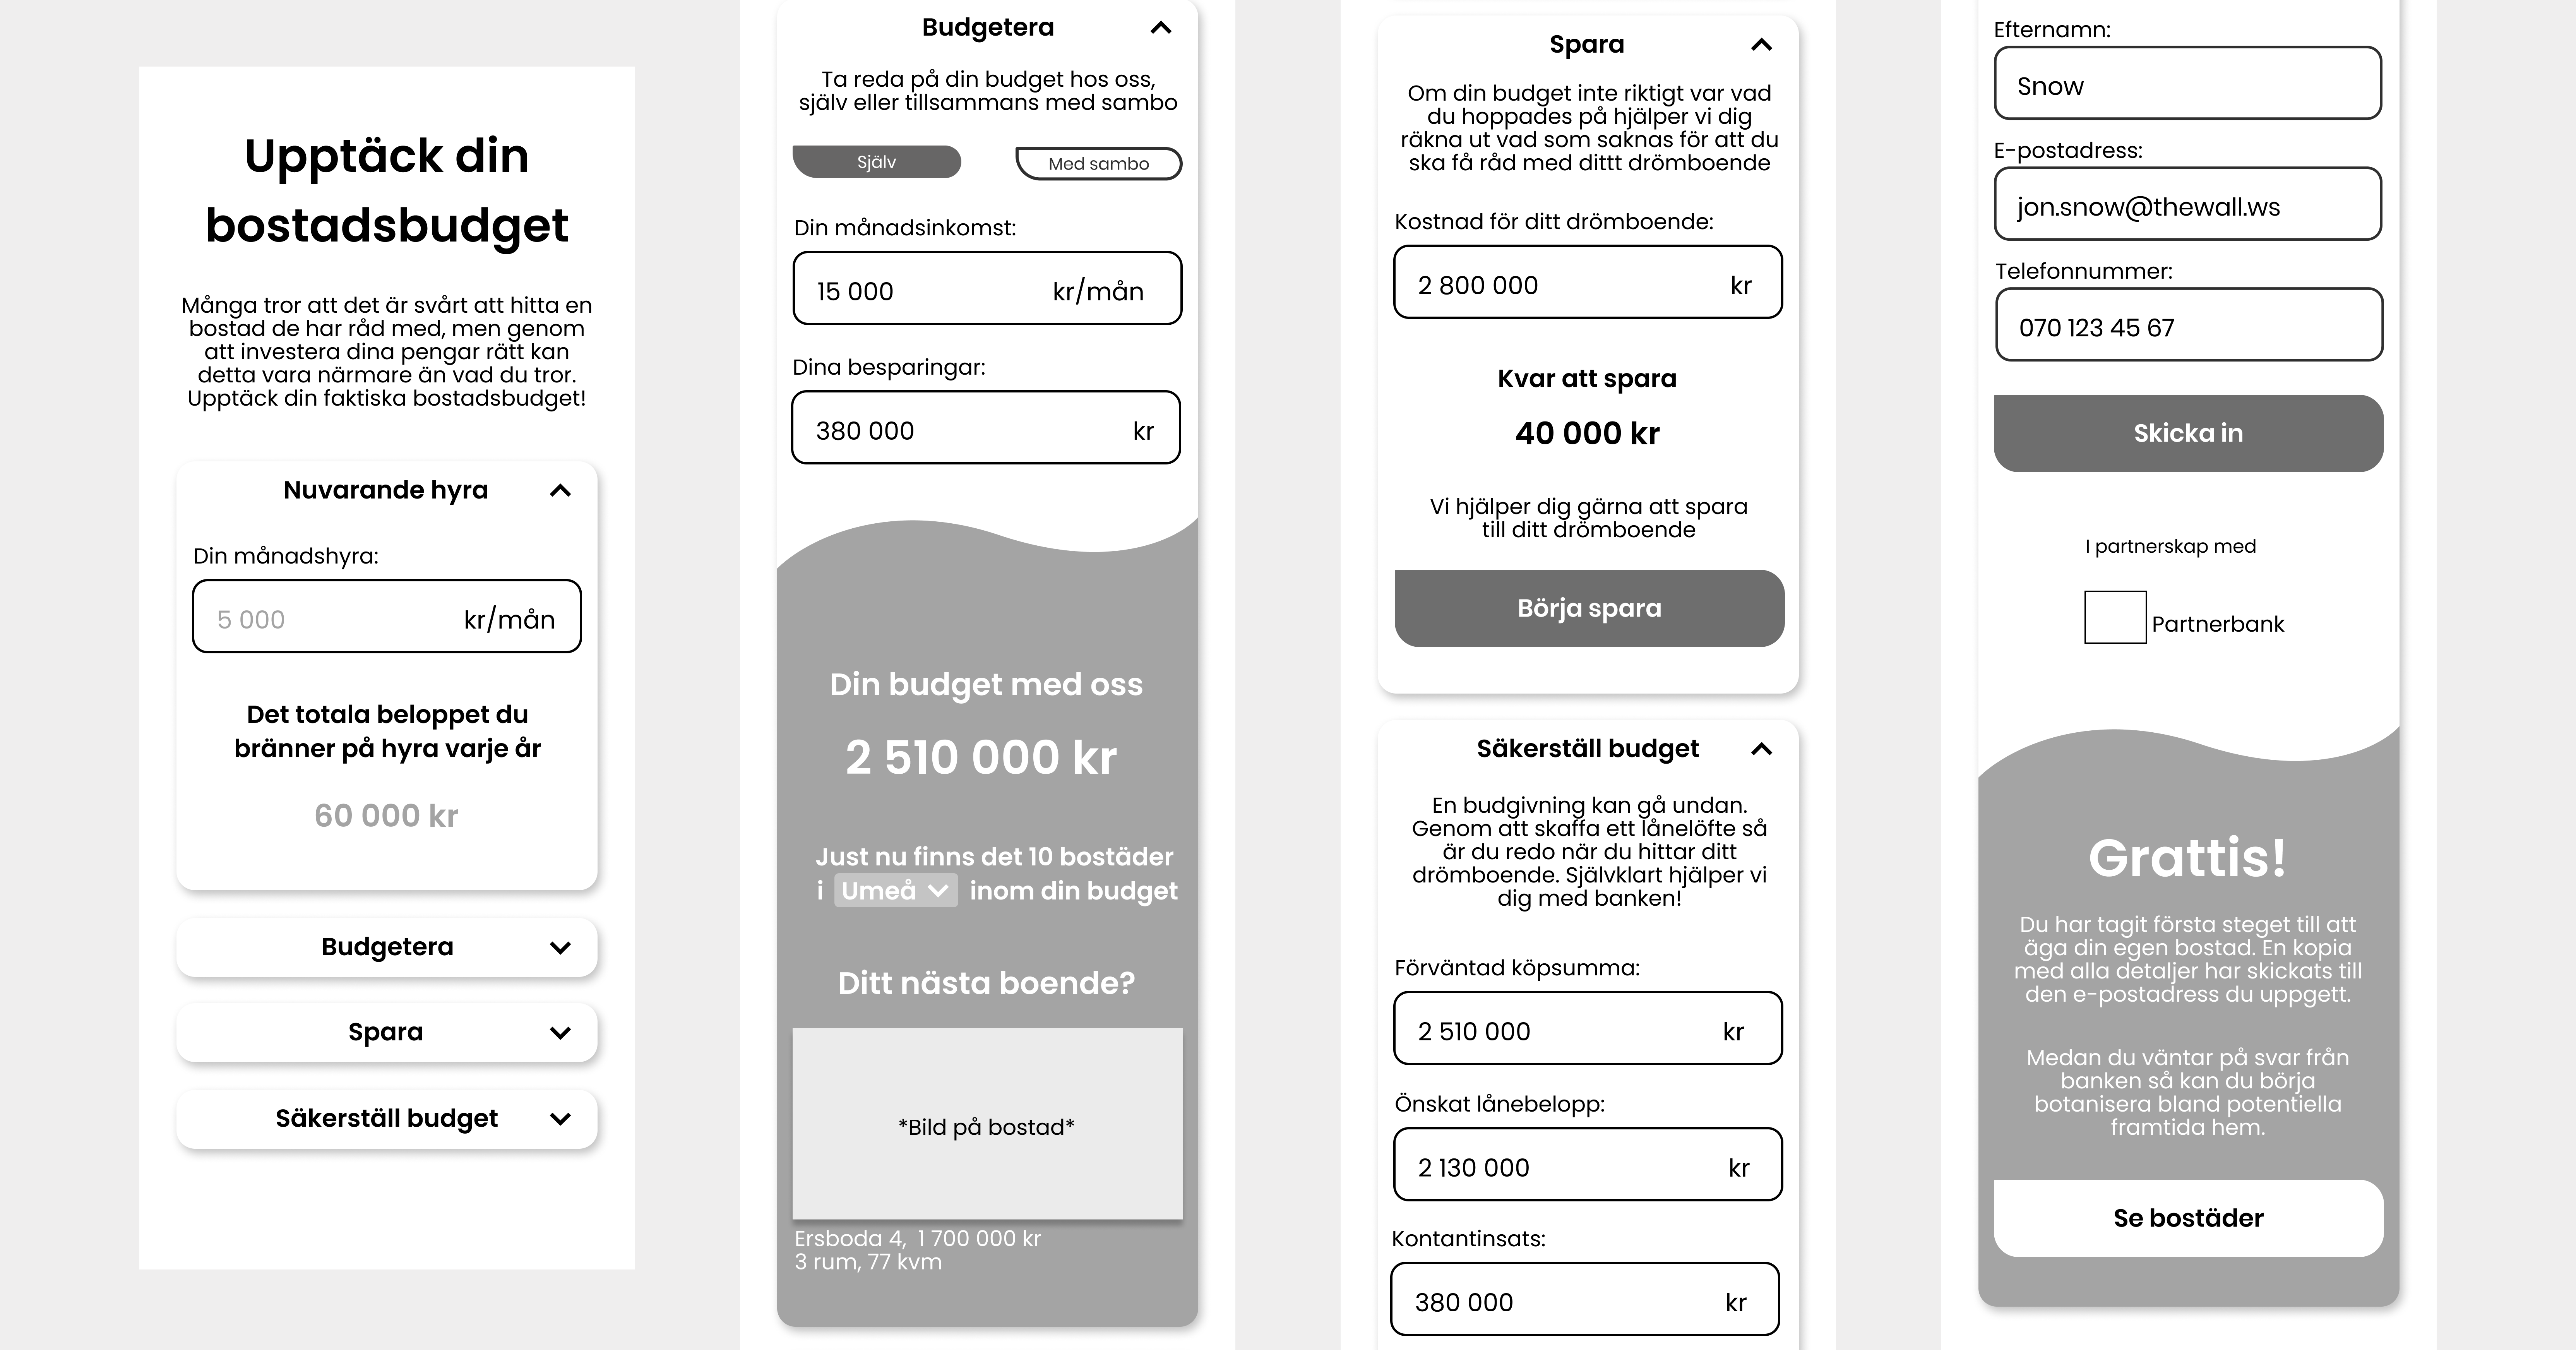 Upptäck din
bostadsbudget
Många tror att det är svårt att hitta en
bostad de har råd med, men genom
att investera dina pengar rätt kan
detta vara närmare än vad du tror.
Upptäck din faktiska bostadsbudget!
Nuvarande hyra
Din månadshyra:
5 000 kr/mån
Det totala beloppet du
bränner på hyra varje år
60 000 kr
Budgetera
Spara
Säkerställ budget
Budgetera
Ta reda på din budget hos oss,
själv eller tillsammans med sambo
Själv Med sambo
Din månadsinkomst:
15 000 kr/mån
Dina besparingar:
380 000 kr
Din budget med oss
2 510 000 kr
Just nu finns det 10 bostäder
i Umeå inom din budget
Ditt nästa boende?
*Bild på bostad*
Ersboda 4, 1 700 000 kr
3 rum, 77 kvm
Spara
Om din budget inte riktigt var vad
du hoppades på hjälper vi dig
räkna ut vad som saknas för att du
ska få råd med dittt drömboende
Kostnad för ditt drömboende:
2 800 000 kr
Kvar att spara
40 000 kr
Vi hjälper dig gärna att spara
till ditt drömboende
Börja spara
Säkerställ budget
En budgivning kan gå undan.
Genom att skaffa ett lånelöfte så
är du redo när du hittar ditt
drömboende. Självklart hjälper vi
dig med banken!
Förväntad köpsumma:
2 510 000 kr
Önskat lånebelopp:
2 130 000 kr
Kontantinsats:
380 000 kr
Efternamn:
Snow
E-postadress:
jon.snow@thewall.ws
Telefonnummer:
070 123 45 67
Skicka in
I partnerskap med
Partnerbank
Grattis!
Du har tagit första steget till att
äga din egen bostad. En kopia
med alla detaljer har skickats till
den e-postadress du uppgett.
Medan du väntar på svar från
banken så kan du börja
botanisera bland potentiella
framtida hem.
Se bostäder